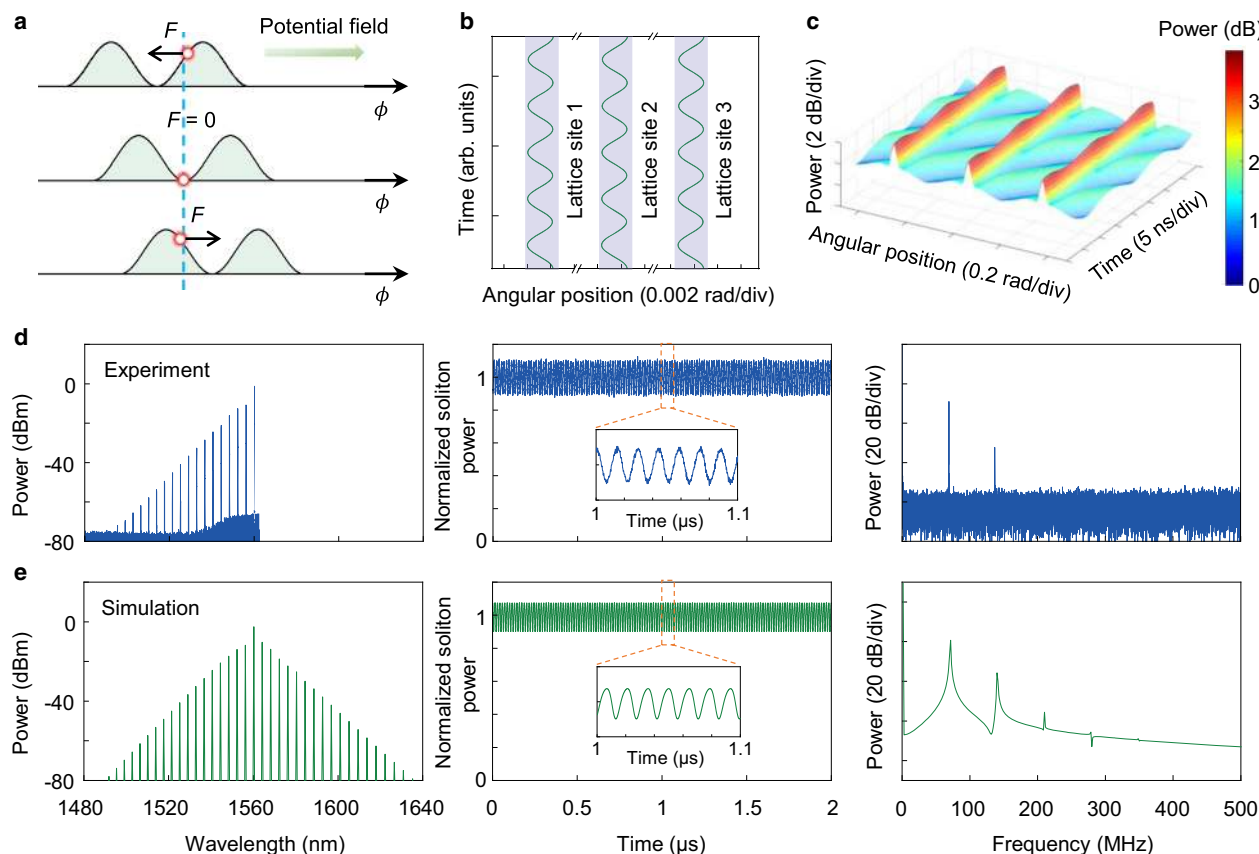 a
F
Potential field
ϕ
F = 0
ϕ
F
ϕ
b
Time (arb. units)
Lattice site 1
Lattice site 2
Lattice site 3
Angular position (0.002 rad/div)
c
Power (dB)
Power (2 dB/div)
3
2
1
0
Angular position (0.2 rad/div)
Time (5 ns/div)
d
Experiment
Power (dBm)
0
-40
-80
Normalized soliton
power
1
0
1
1.1
Time (µs)
Power (20 dB/div)
e
Simulation
Power (dBm)
0
-40
-80
1480
1520
1560
1600
1640
Wavelength (nm)
Normalized soliton
power
1
0
1
1.1
Time (µs)
0
0.5
1
1.5
2
Time (µs)
Power (20 dB/div)
0
100
200
300
400
500
Frequency (MHz)